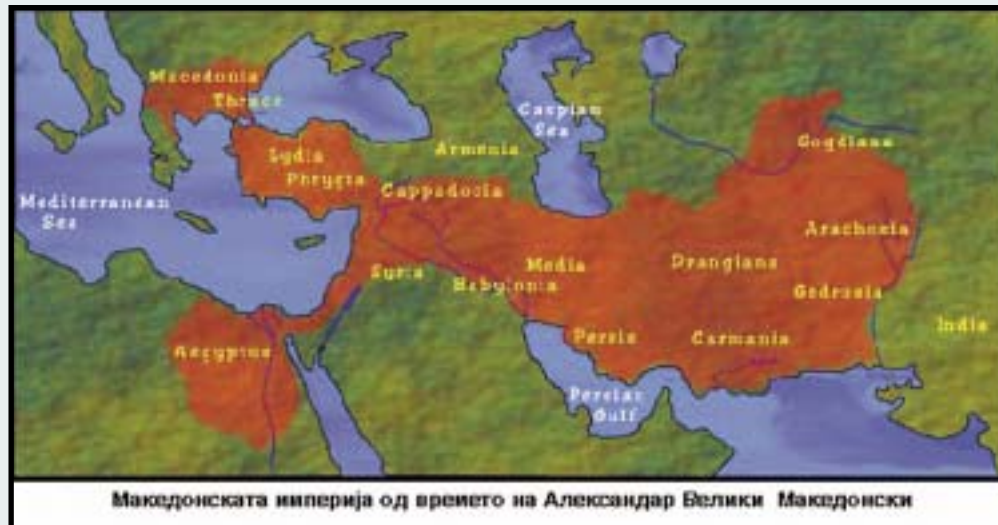 Macedonia
Thrace
Caspian
Sea
Armenia
Sogdiana
Lydia
Phrygia
Cappadocia
Mediterranean
Sea
Arachosia
Syria
Media
Drangiana
Babylonia
Gedrosia
India
Aegyptus
Persis
Carmania
Persian
Gulf
Македонската империја од времето на Александар Велики Македонски